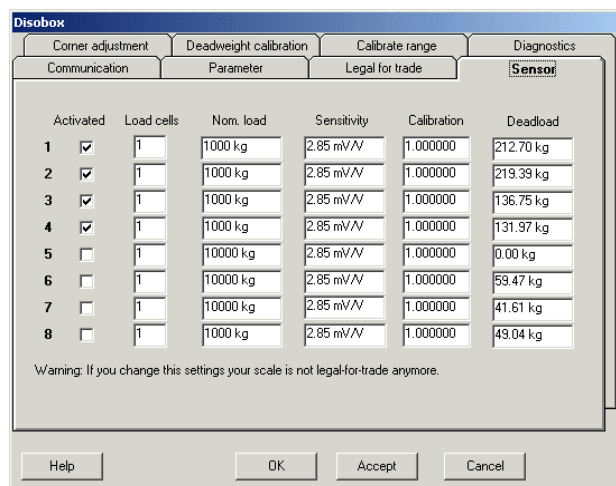 Disobox
Corner adjustment Deadweight calibration Calibrate range Diagnostics
Communication Parameter Legal for trade Sensor
Activated Load cells Nom. load Sensitivity Calibration Deadload
1 1 1000 kg 2.85 mV/V 1.000000 212.70 kg
2 1 1000 kg 2.85 mV/V 1.000000 219.39 kg
3 1 1000 kg 2.85 mV/V 1.000000 136.75 kg
4 1 1000 kg 2.85 mV/V 1.000000 131.97 kg
5 1 10000 kg 2.85 mV/V 1.000000 0.00 kg
6 1 10000 kg 2.85 mV/V 1.000000 59.47 kg
7 1 10000 kg 2.85 mV/V 1.000000 41.61 kg
8 1 1000 kg 2.85 mV/V 1.000000 49.04 kg
Warning: If you change this settings your scale is not legal-for-trade anymore.
Help OK Accept Cancel